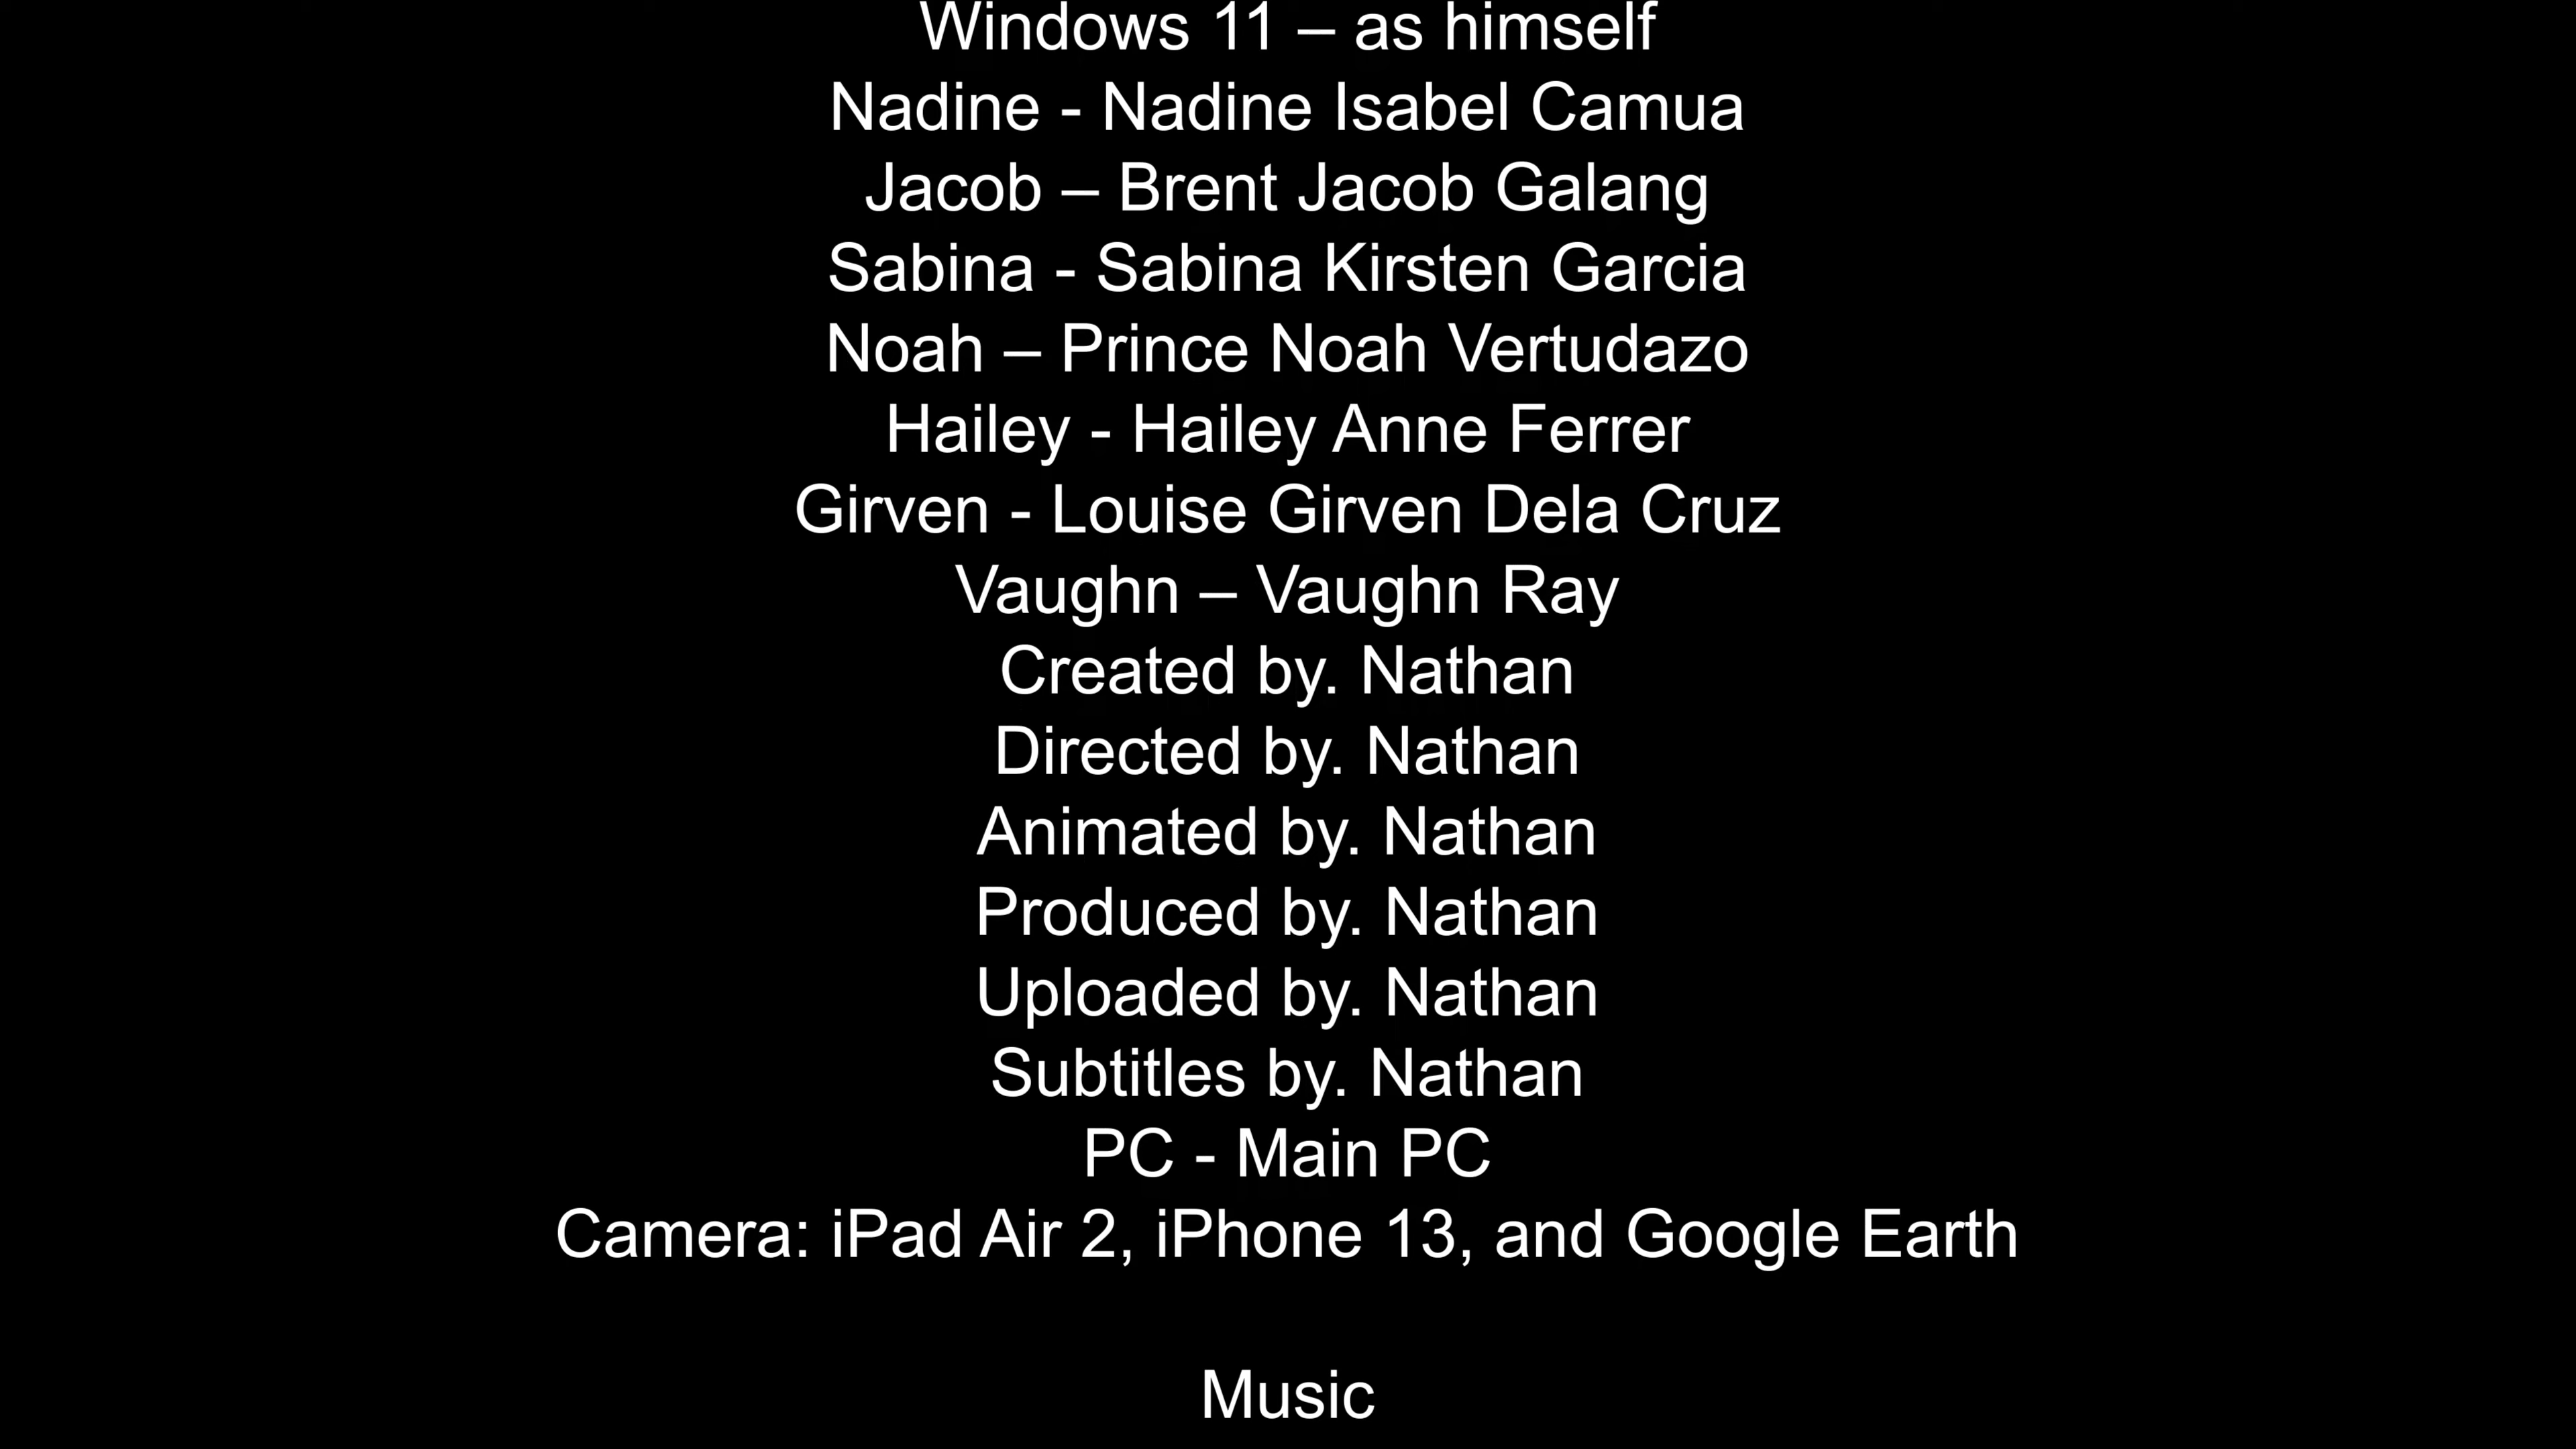 Windows 11 – as himself
Nadine - Nadine Isabel Camua
Jacob – Brent Jacob Galang
Sabina - Sabina Kirsten Garcia
Noah – Prince Noah Vertudazo
Hailey - Hailey Anne Ferrer
Girven - Louise Girven Dela Cruz
Vaughn – Vaughn Ray
Created by. Nathan
Directed by. Nathan
Animated by. Nathan
Produced by. Nathan
Uploaded by. Nathan
Subtitles by. Nathan
PC - Main PC
Camera: iPad Air 2, iPhone 13, and Google Earth
Music